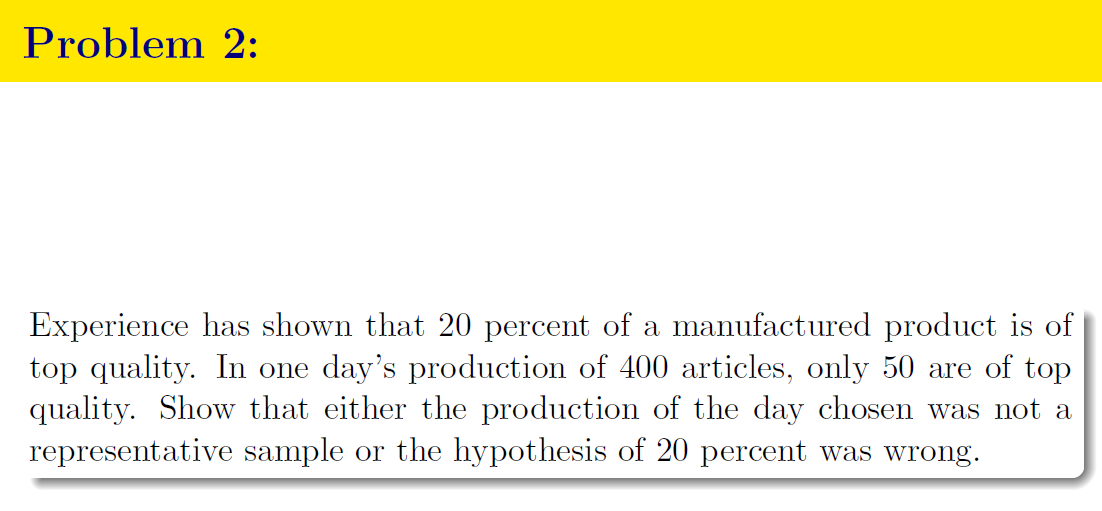 Problem 2:
Experience has shown that 20 percent of a manufactured product is of
top quality. In one day's production of 400 articles, only 50 are of top
quality. Show that either the production of the day chosen was not a
representative sample or the hypothesis of 20 percent was wrong.